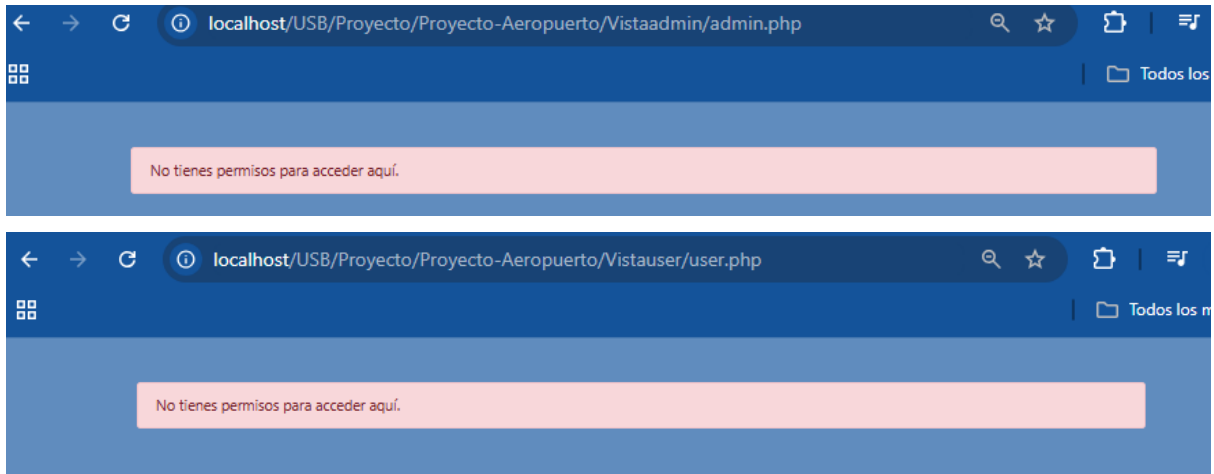 localhost/USB/Proyecto/Proyecto-Aeropuerto/Vistaadmin/admin.php
Todos los
No tienes permisos para acceder aquí.
localhost/USB/Proyecto/Proyecto-Aeropuerto/Vistauser/user.php
Todos los m
No tienes permisos para acceder aquí.